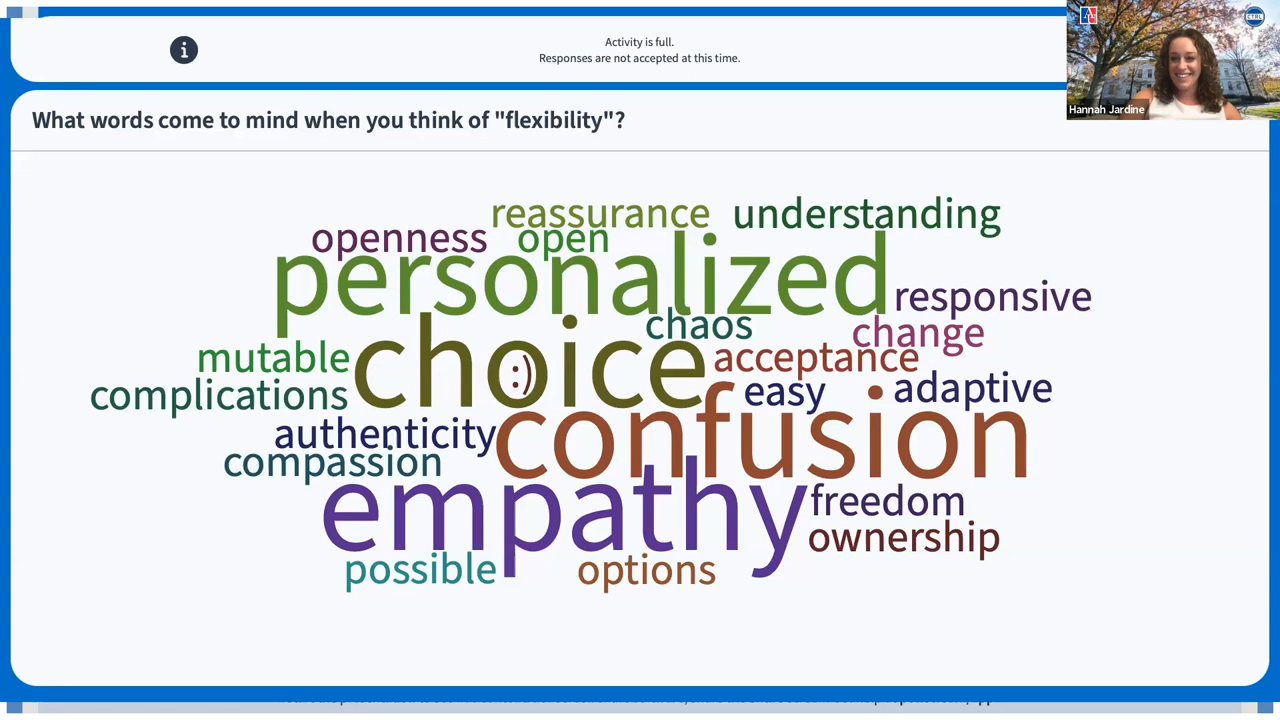 Activity is full.
Responses are not accepted at this time.
CTRL
Hannah Jardine
What words come to mind when you think of "flexibility"?
reassurance
understanding
openness
open
personalized
responsive
chaos
change
mutable
choice
:)
acceptance
complications
easy
adaptive
authenticity
confusion
compassion
empathy
freedom
ownership
possible
options